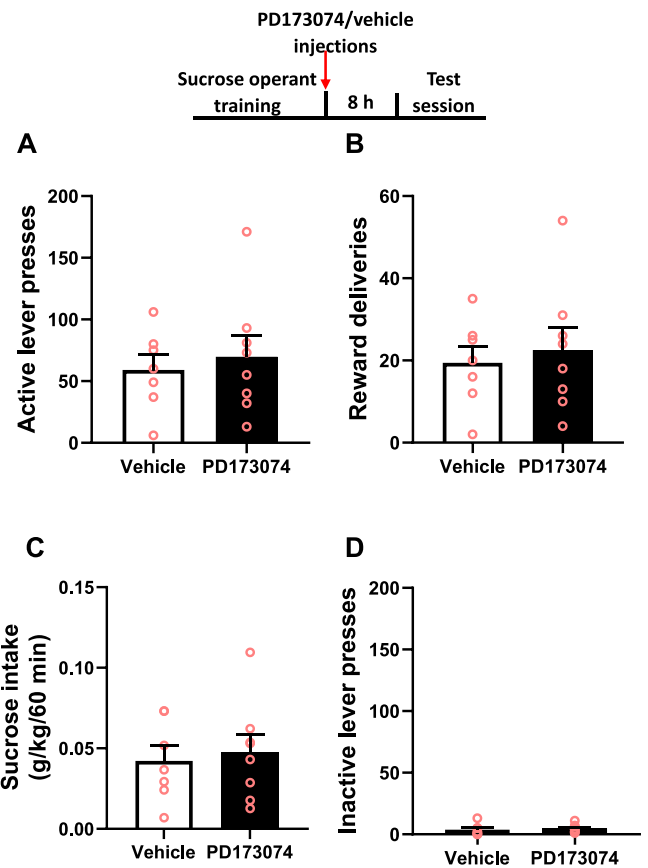 PD173074/vehicle
injections
Sucrose operant
training
8 h
Test
session
A
Active lever presses
200
150
100
50
0
Vehicle PD173074
B
Reward deliveries
60
40
20
0
Vehicle PD173074
C
Sucrose intake
(g/kg/60 min)
0.15
0.10
0.05
0.00
Vehicle PD173074
D
Inactive lever presses
200
150
100
50
0
Vehicle PD173074